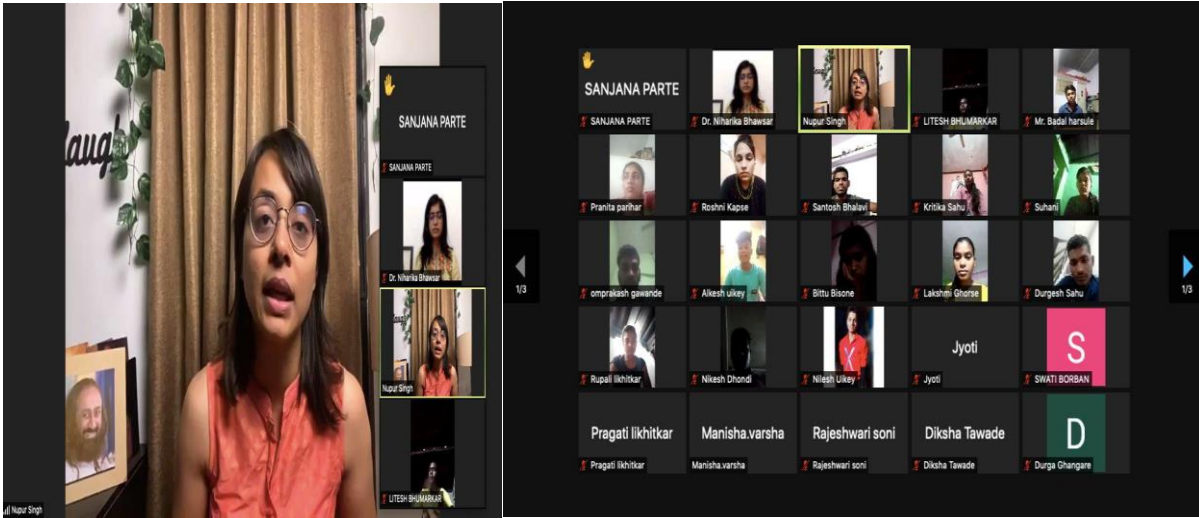 Laugh
SANJANA PARTE
SANJANA PARTE
Dr. Niharika Bhawsar
Nupur Singh
LITESH BHUMARKAR
Nupur Singh
SANJANA PARTE
SANJANA PARTE
Dr. Niharika Bhawsar
Nupur Singh
LITESH BHUMARKAR
Mr. Badal harsule
Pranita parihar
Roshni Kapse
Santosh Bhalavi
Kritika Sahu
Suhani
1/3
1/3
omprakash gawande
Alkesh uikey
Bittu Bisone
Lakshmi Ghorse
Durgesh Sahu
Rupali likhitkar
Nikesh Dhondi
Nilesh Uikey
Jyoti
Jyoti
S
SWATI BORBAN
Pragati likhitkar
Pragati likhitkar
Manisha.varsha
Manisha.varsha
Rajeshwari soni
Rajeshwari soni
Diksha Tawade
Diksha Tawade
D
Durga Ghangare